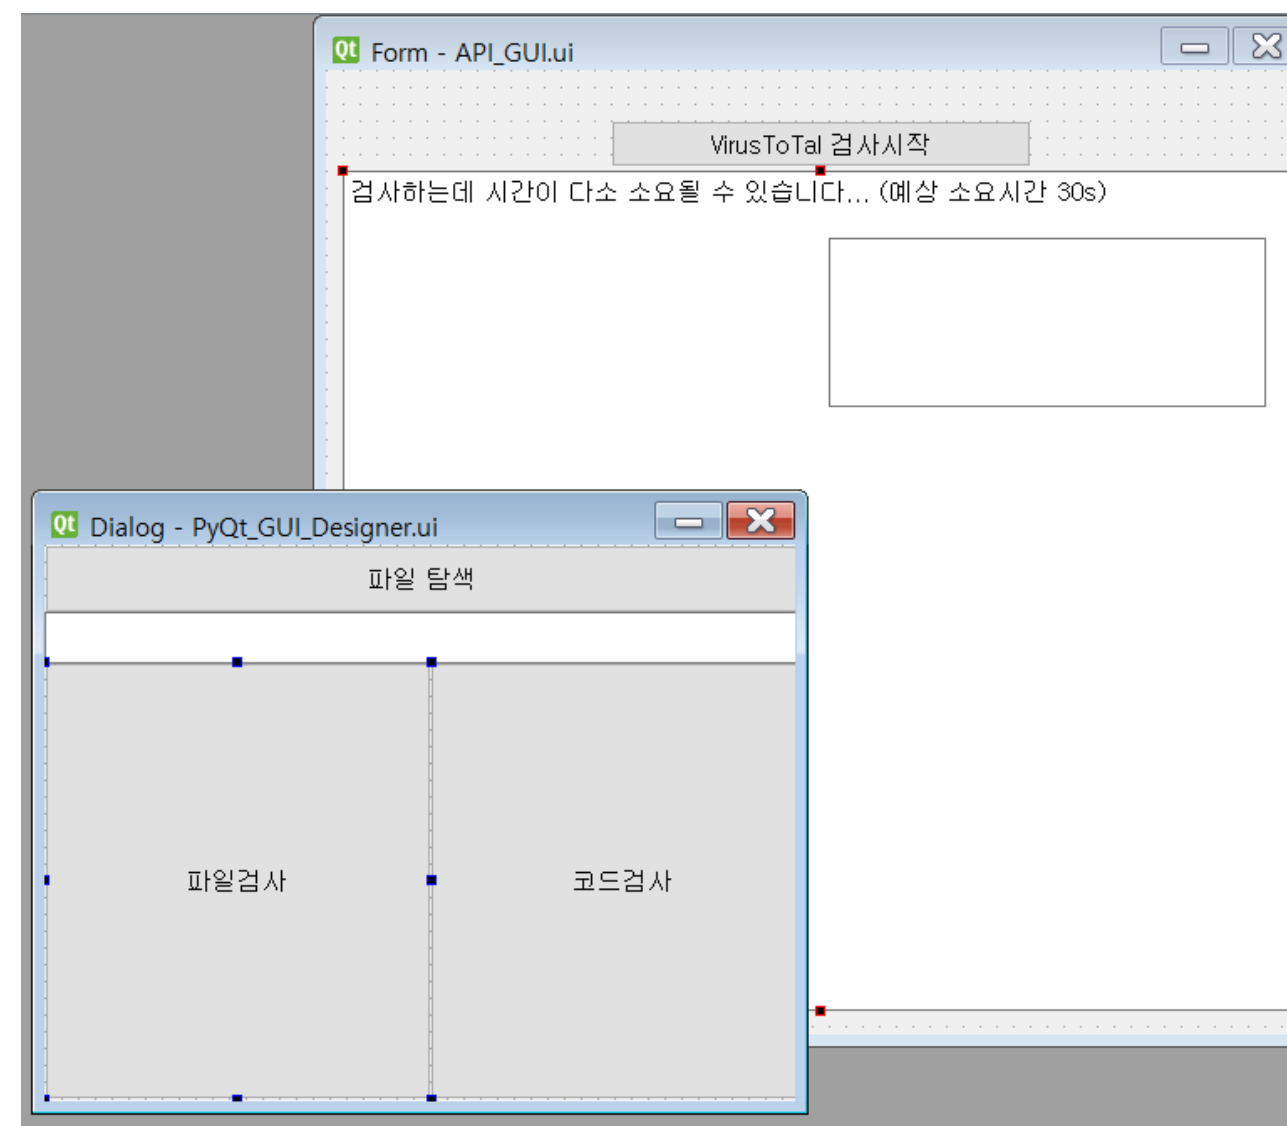 Qt Form - API_GUI.ui
VirusToTal 검사시작
검사하는데 시간이 다소 소요될 수 있습니다... (예상 소요시간 30s)
Qt Dialog - PyQt_GUI_Designer.ui
파일 탐색
파일검사
코드검사